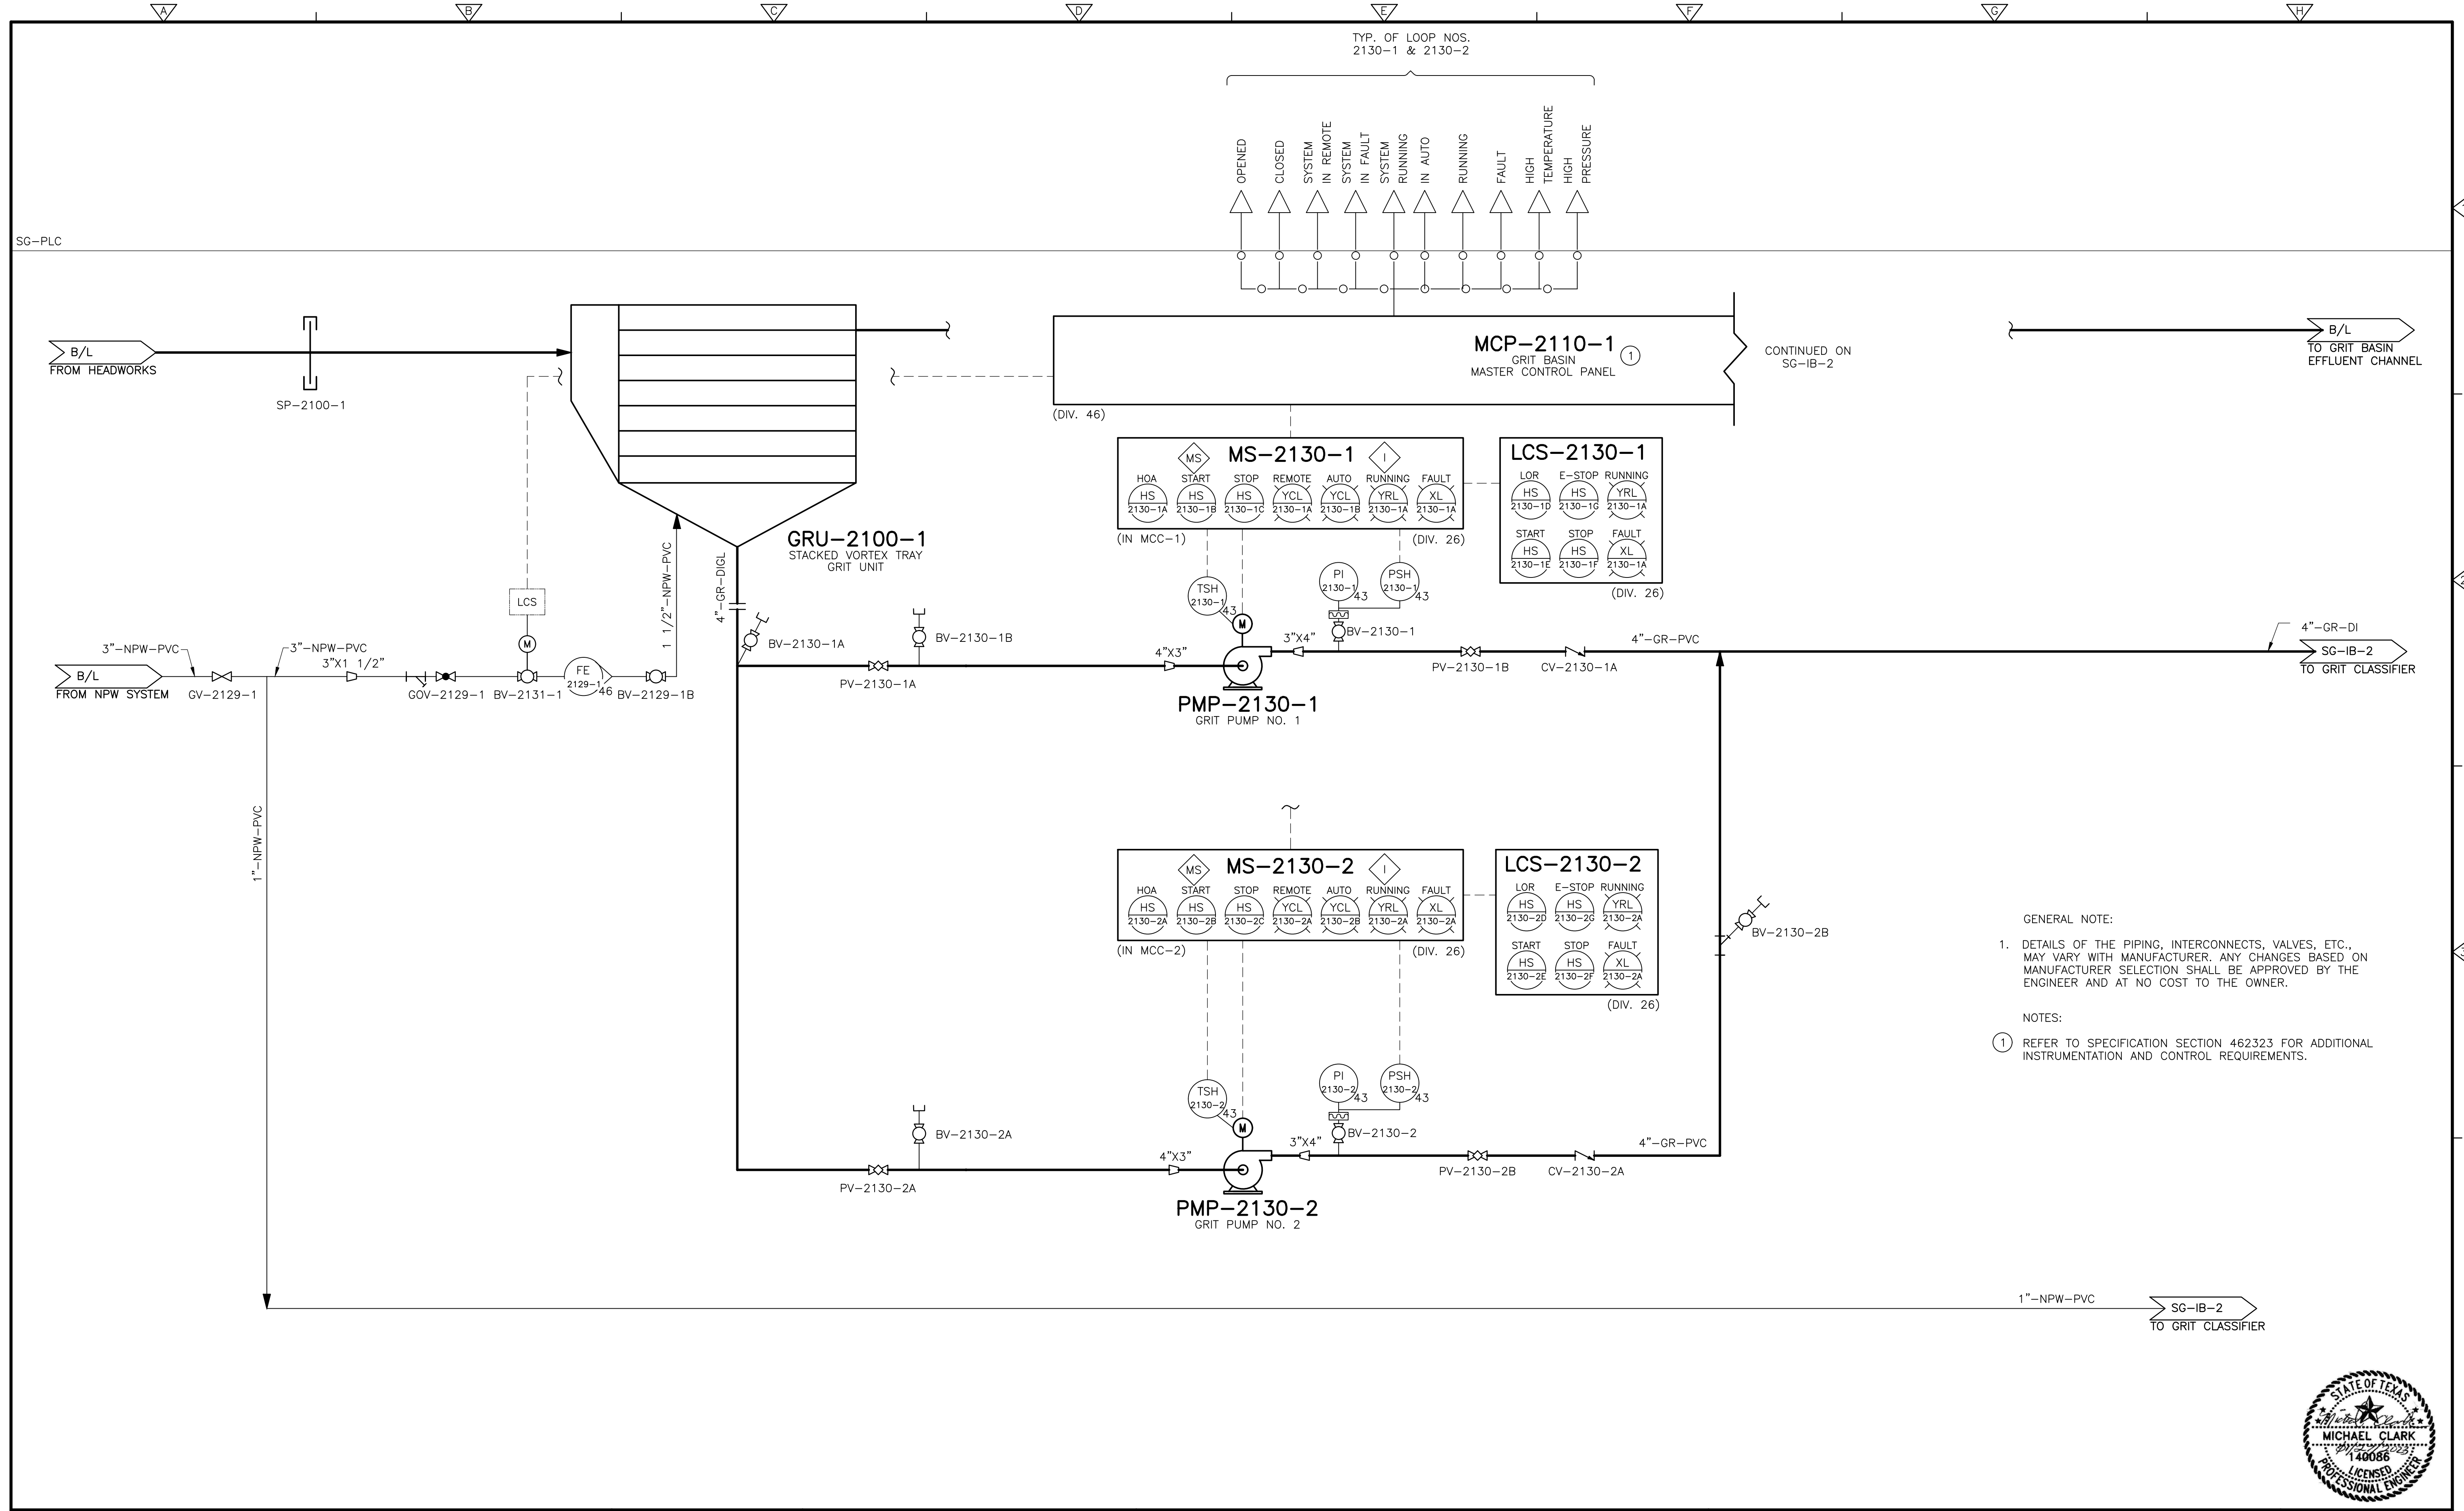 A
B
C
D
E
F
G
H
TYP. OF LOOP NOS.
2130-1 & 2130-2
OPENED
CLOSED
SYSTEM
IN REMOTE
SYSTEM
IN FAULT
SYSTEM
RUNNING
IN AUTO
RUNNING
FAULT
HIGH
TEMPERATURE
HIGH
PRESSURE
SG-PLC
B/L
FROM HEADWORKS
SP-2100-1
MCP-2110-1
GRIT BASIN
MASTER CONTROL PANEL
1
(DIV. 46)
CONTINUED ON
SG-IB-2
B/L
TO GRIT BASIN
EFFLUENT CHANNEL
GRU-2100-1
STACKED VORTEX TRAY
GRIT UNIT
MS
MS-2130-1
I
HOA
START
STOP
REMOTE
AUTO
RUNNING
FAULT
HS
2130-1A
HS
2130-1B
HS
2130-1C
YCL
2130-1A
YCL
2130-1B
YRL
2130-1A
XL
2130-1A
(IN MCC-1)
(DIV. 26)
LCS-2130-1
LOR
E-STOP
RUNNING
HS
2130-1D
HS
2130-1G
YRL
2130-1A
START
STOP
FAULT
HS
2130-1E
HS
2130-1F
XL
2130-1A
(DIV. 26)
TSH
2130-1
43
PI
2130-1
43
PSH
2130-1
43
M
BV-2130-1
LCS
M
1 1/2"-NPW-PVC
4"-GR-DIGL
B/L
FROM NPW SYSTEM
3"-NPW-PVC
GV-2129-1
3"-NPW-PVC
3"X1 1/2"
GOV-2129-1
BV-2131-1
FE
2129-1
46
BV-2129-1B
BV-2130-1A
BV-2130-1B
PV-2130-1A
4"X3"
3"X4"
PMP-2130-1
GRIT PUMP NO. 1
PV-2130-1B
CV-2130-1A
4"-GR-PVC
4"-GR-DI
SG-IB-2
TO GRIT CLASSIFIER
1"-NPW-PVC
MS
MS-2130-2
I
HOA
START
STOP
REMOTE
AUTO
RUNNING
FAULT
HS
2130-2A
HS
2130-2B
HS
2130-2C
YCL
2130-2A
YCL
2130-2B
YRL
2130-2A
XL
2130-2A
(IN MCC-2)
(DIV. 26)
LCS-2130-2
LOR
E-STOP
RUNNING
HS
2130-2D
HS
2130-2G
YRL
2130-2A
START
STOP
FAULT
HS
2130-2E
HS
2130-2F
XL
2130-2A
(DIV. 26)
BV-2130-2B
TSH
2130-2
43
PI
2130-2
43
PSH
2130-2
43
M
BV-2130-2
BV-2130-2A
PV-2130-2A
4"X3"
3"X4"
PMP-2130-2
GRIT PUMP NO. 2
PV-2130-2B
CV-2130-2A
4"-GR-PVC
GENERAL NOTE:
1. DETAILS OF THE PIPING, INTERCONNECTS, VALVES, ETC.,
MAY VARY WITH MANUFACTURER. ANY CHANGES BASED ON
MANUFACTURER SELECTION SHALL BE APPROVED BY THE
ENGINEER AND AT NO COST TO THE OWNER.
NOTES:
1 REFER TO SPECIFICATION SECTION 462323 FOR ADDITIONAL
INSTRUMENTATION AND CONTROL REQUIREMENTS.
1"-NPW-PVC
SG-IB-2
TO GRIT CLASSIFIER
STATE OF TEXAS
MICHAEL CLARK
140086
LICENSED
PROFESSIONAL ENGINEER